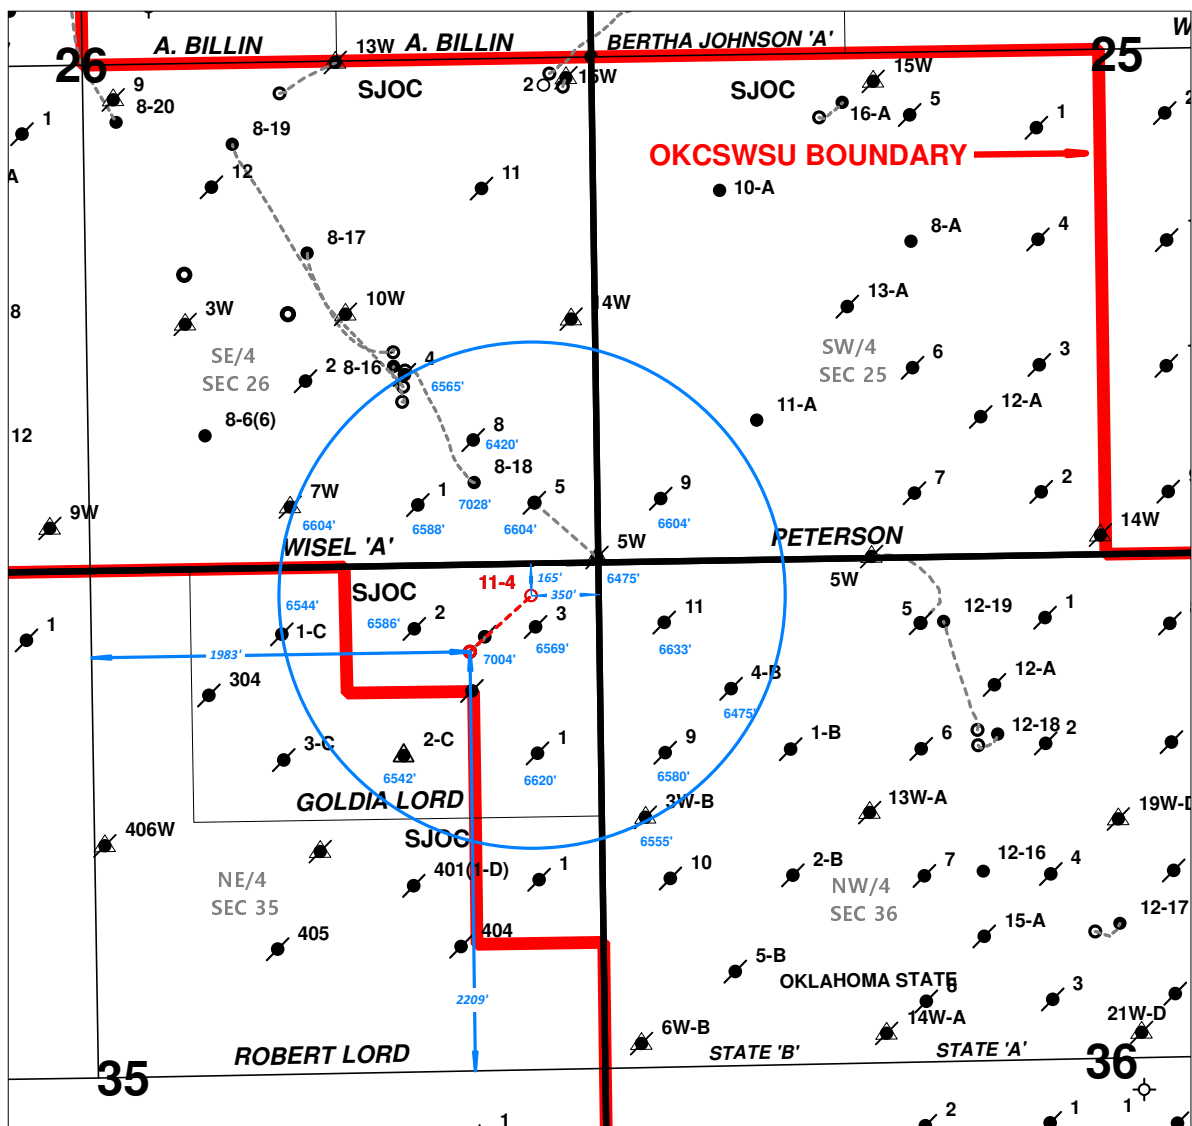 A. BILLIN
13W
A. BILLIN
BERTHA JOHNSON 'A'
W
26
25
9
8-20
SJOC
2
15W
SJOC
15W
16-A
5
1
2
1
8-19
OKCSWSU BOUNDARY
A
12
11
10-A
8-A
4
8-17
8
3W
10W
14W
13-A
SE/4
SEC 26
2
8-16
4
6565'
SW/4
SEC 25
6
3
12
8-6(6)
8
6420'
11-A
12-A
8-18
7028'
9W
7W
6604'
1
6588'
5
6604'
9
6604'
7
2
14W
WISEL 'A'
5W
6475'
PETERSON
5W
11-4
165'
350'
SJOC
6544'
1-C
6586'
2
3
6569'
11
6633'
5
12-19
1
1
1983'
7004'
304
4-B
6475'
12-A
3-C
2-C
6542'
1
6620'
9
6580'
1-B
6
12-18
2
GOLDIA LORD
3W-B
6555'
13W-A
19W-D
406W
SJOC
NE/4
SEC 35
401(1-D)
1
10
2-B
NW/4
SEC 36
7
12-16
4
12-17
405
404
15-A
5-B
OKLAHOMA STATE
8
3
2209'
6W-B
14W-A
21W-D
ROBERT LORD
STATE 'B'
STATE 'A'
35
36
1
2
1
1